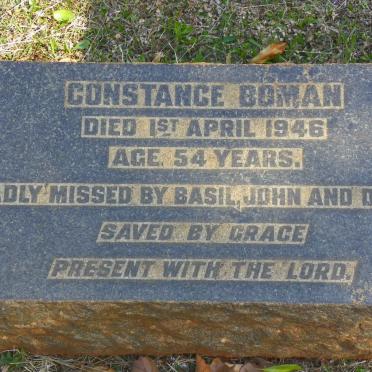 CONSTANCE BOMAN
DIED 1ST APRIL 1946
AGE 54 YEARS.
MISSED BY BASIL, JOHN AND
SAVED BY GRACE
PRESENT WITH THE LORD.